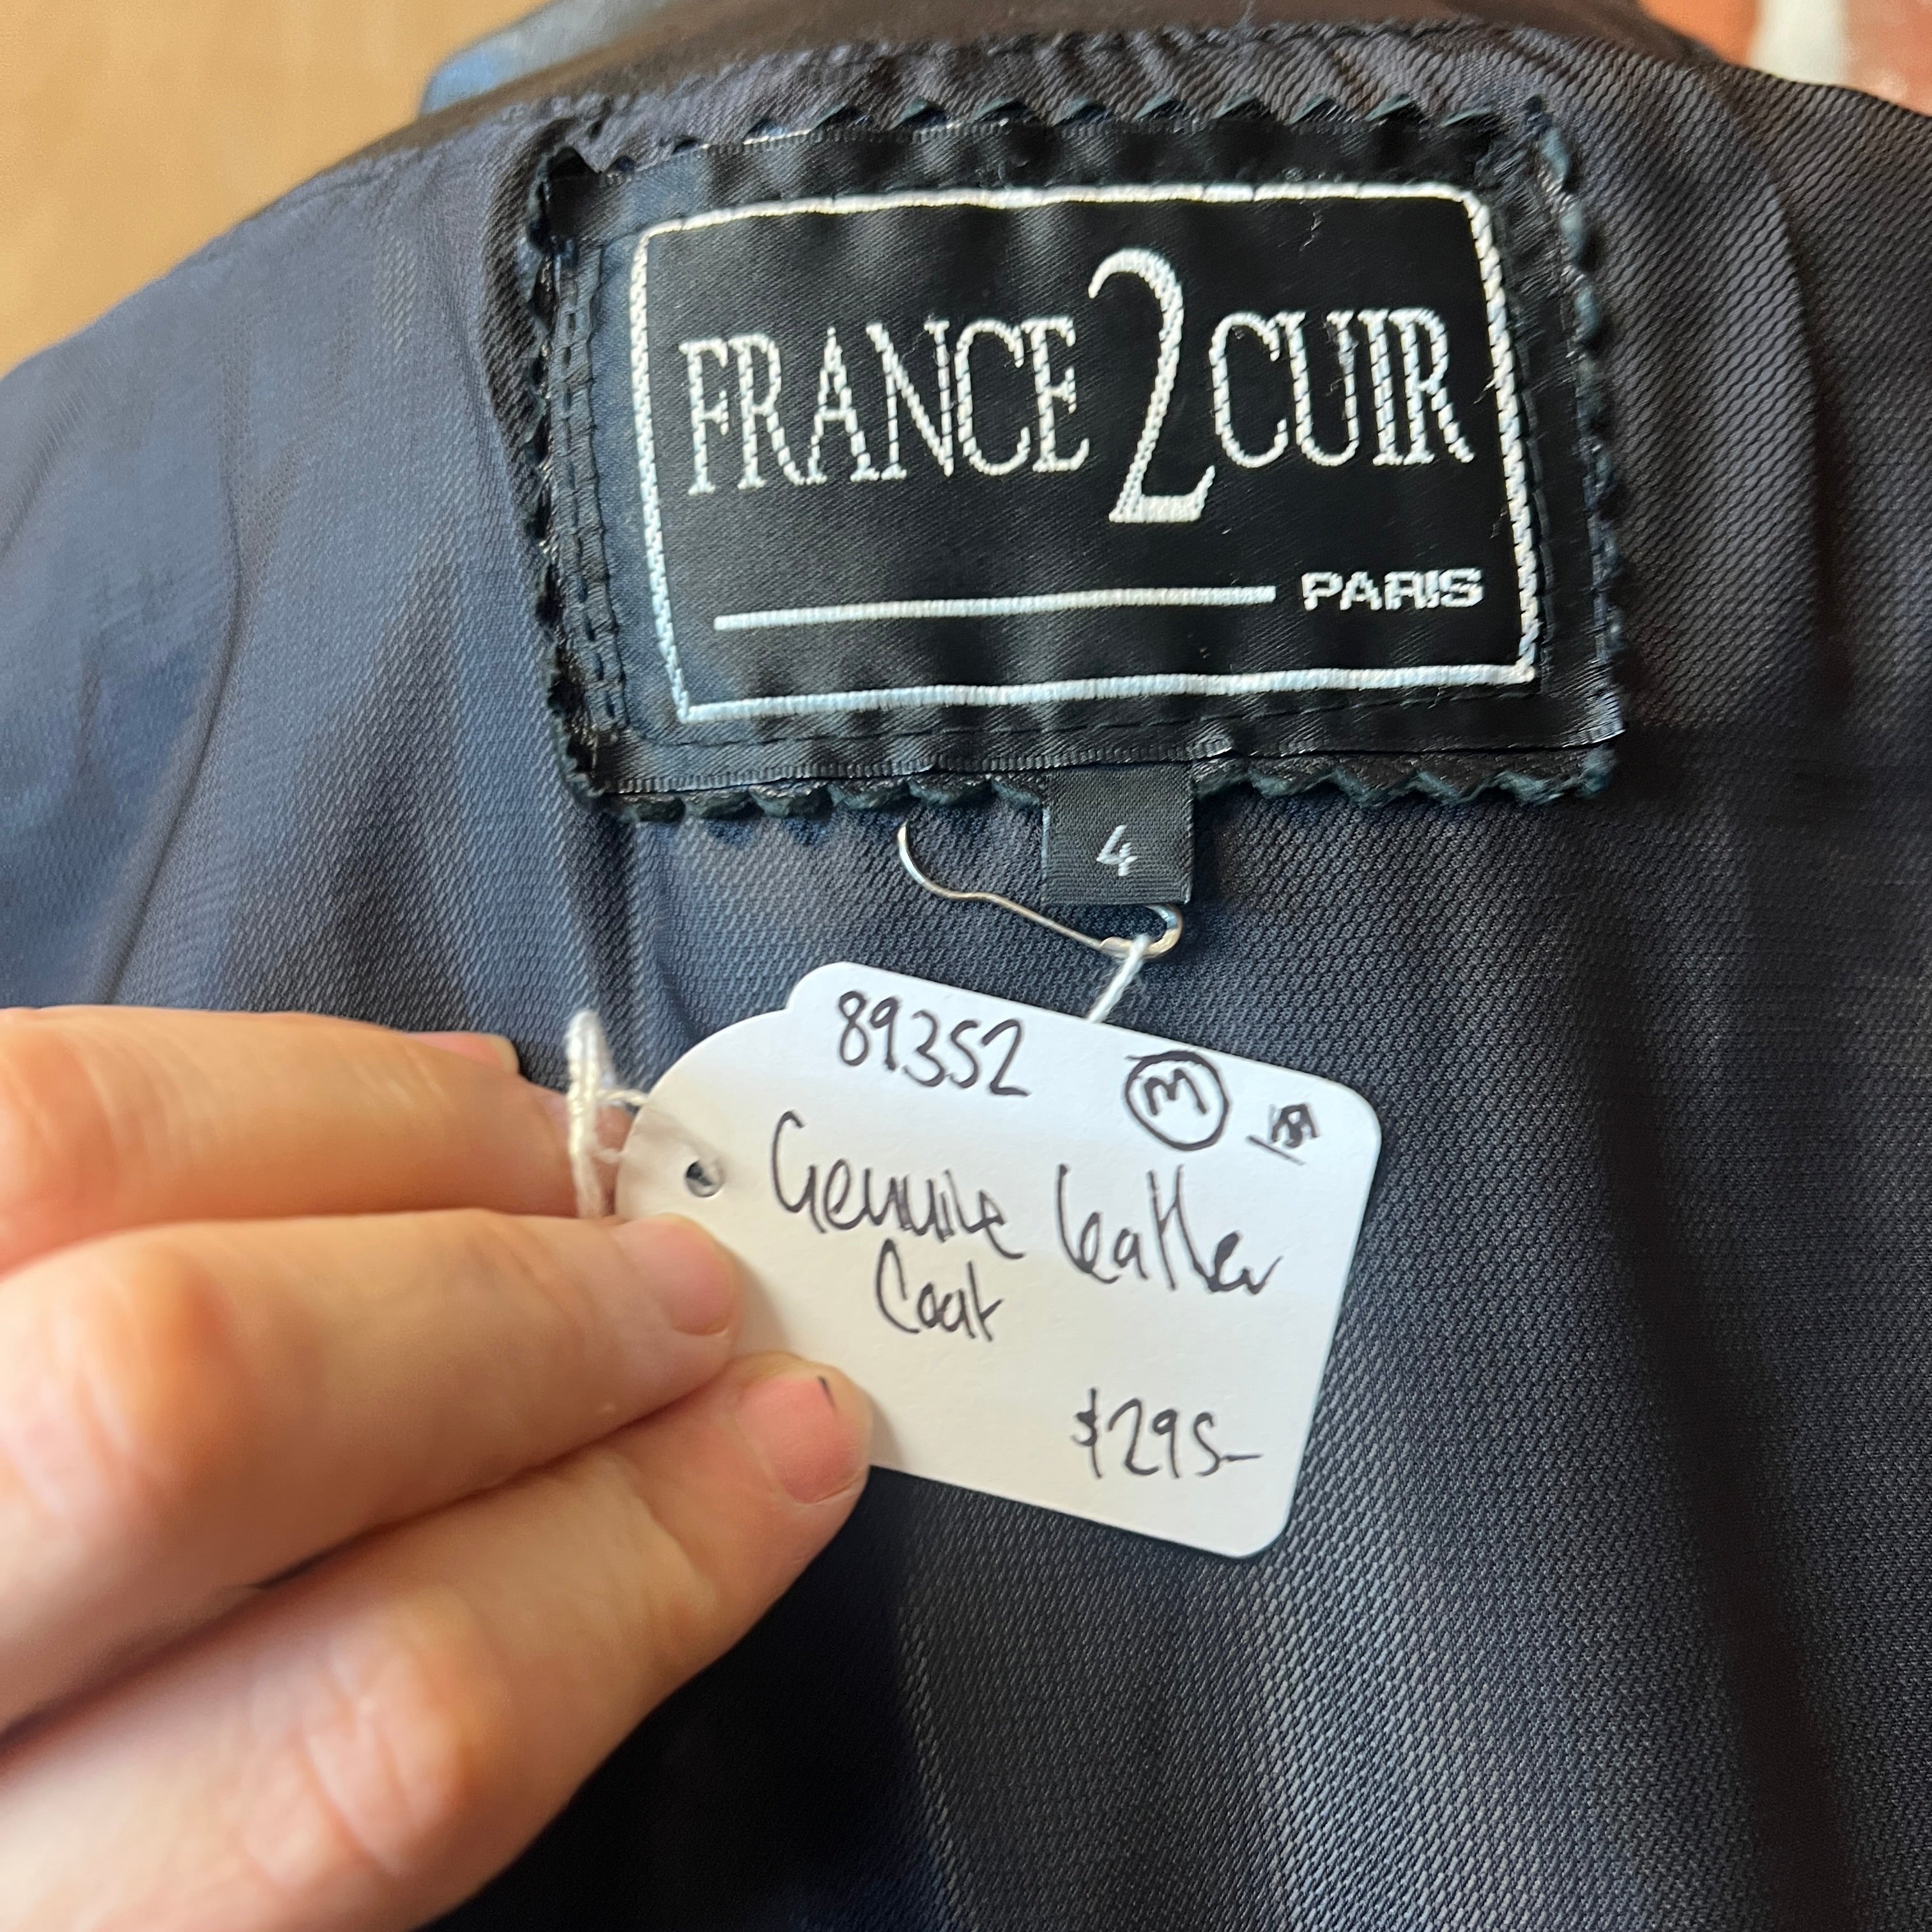 FRANCE 2 CUIR
PARIS
4
89352 M
Genuine Leather
Coat
$295-